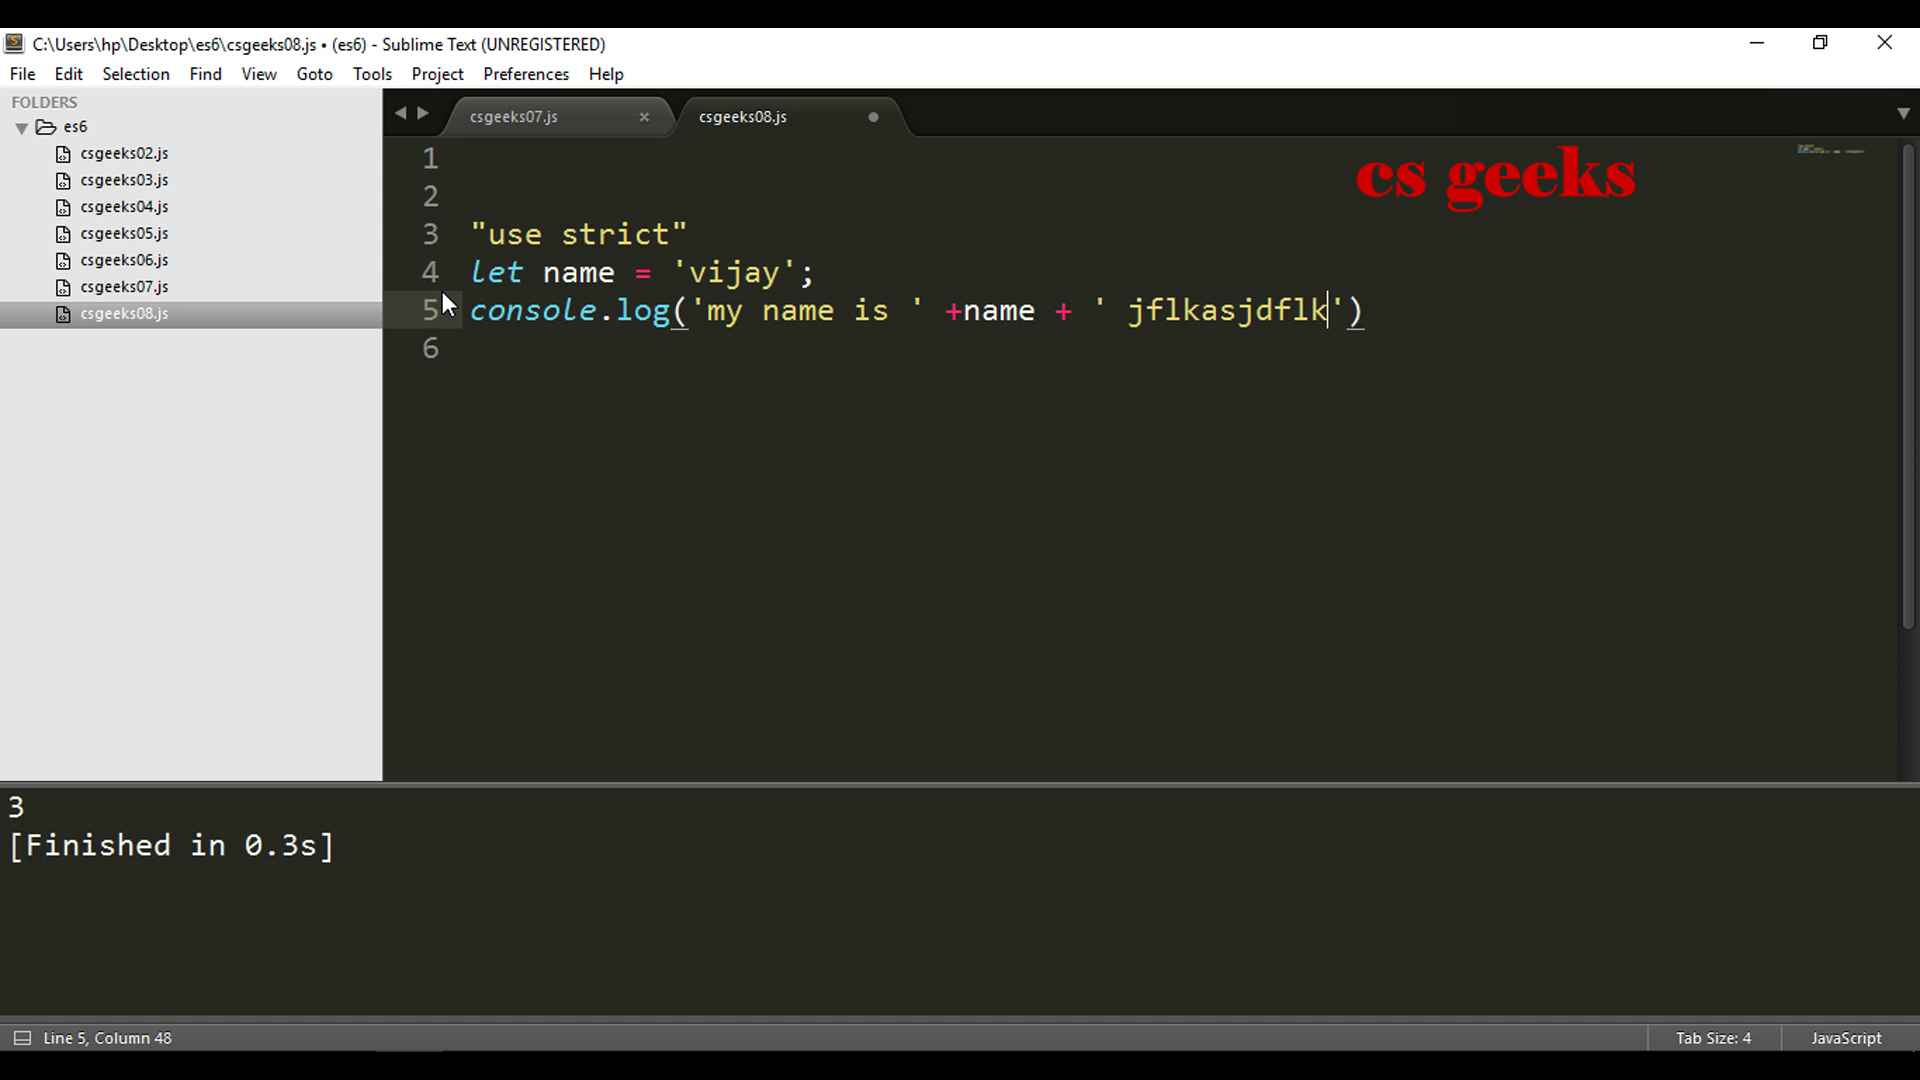 C:\Users\hp\Desktop\es6\csgeeks08.js • (es6) - Sublime Text (UNREGISTERED)
File Edit Selection Find View Goto Tools Project Preferences Help
FOLDERS
es6
csgeeks02.js
csgeeks03.js
csgeeks04.js
csgeeks05.js
csgeeks06.js
csgeeks07.js
csgeeks08.js
csgeeks07.js × csgeeks08.js
cs geeks
1
2
3 "use strict"
4 let name = 'vijay';
5 console.log('my name is ' +name + ' jflkasjdflk')
6
3
[Finished in 0.3s]
Line 5, Column 48 Tab Size: 4 JavaScript